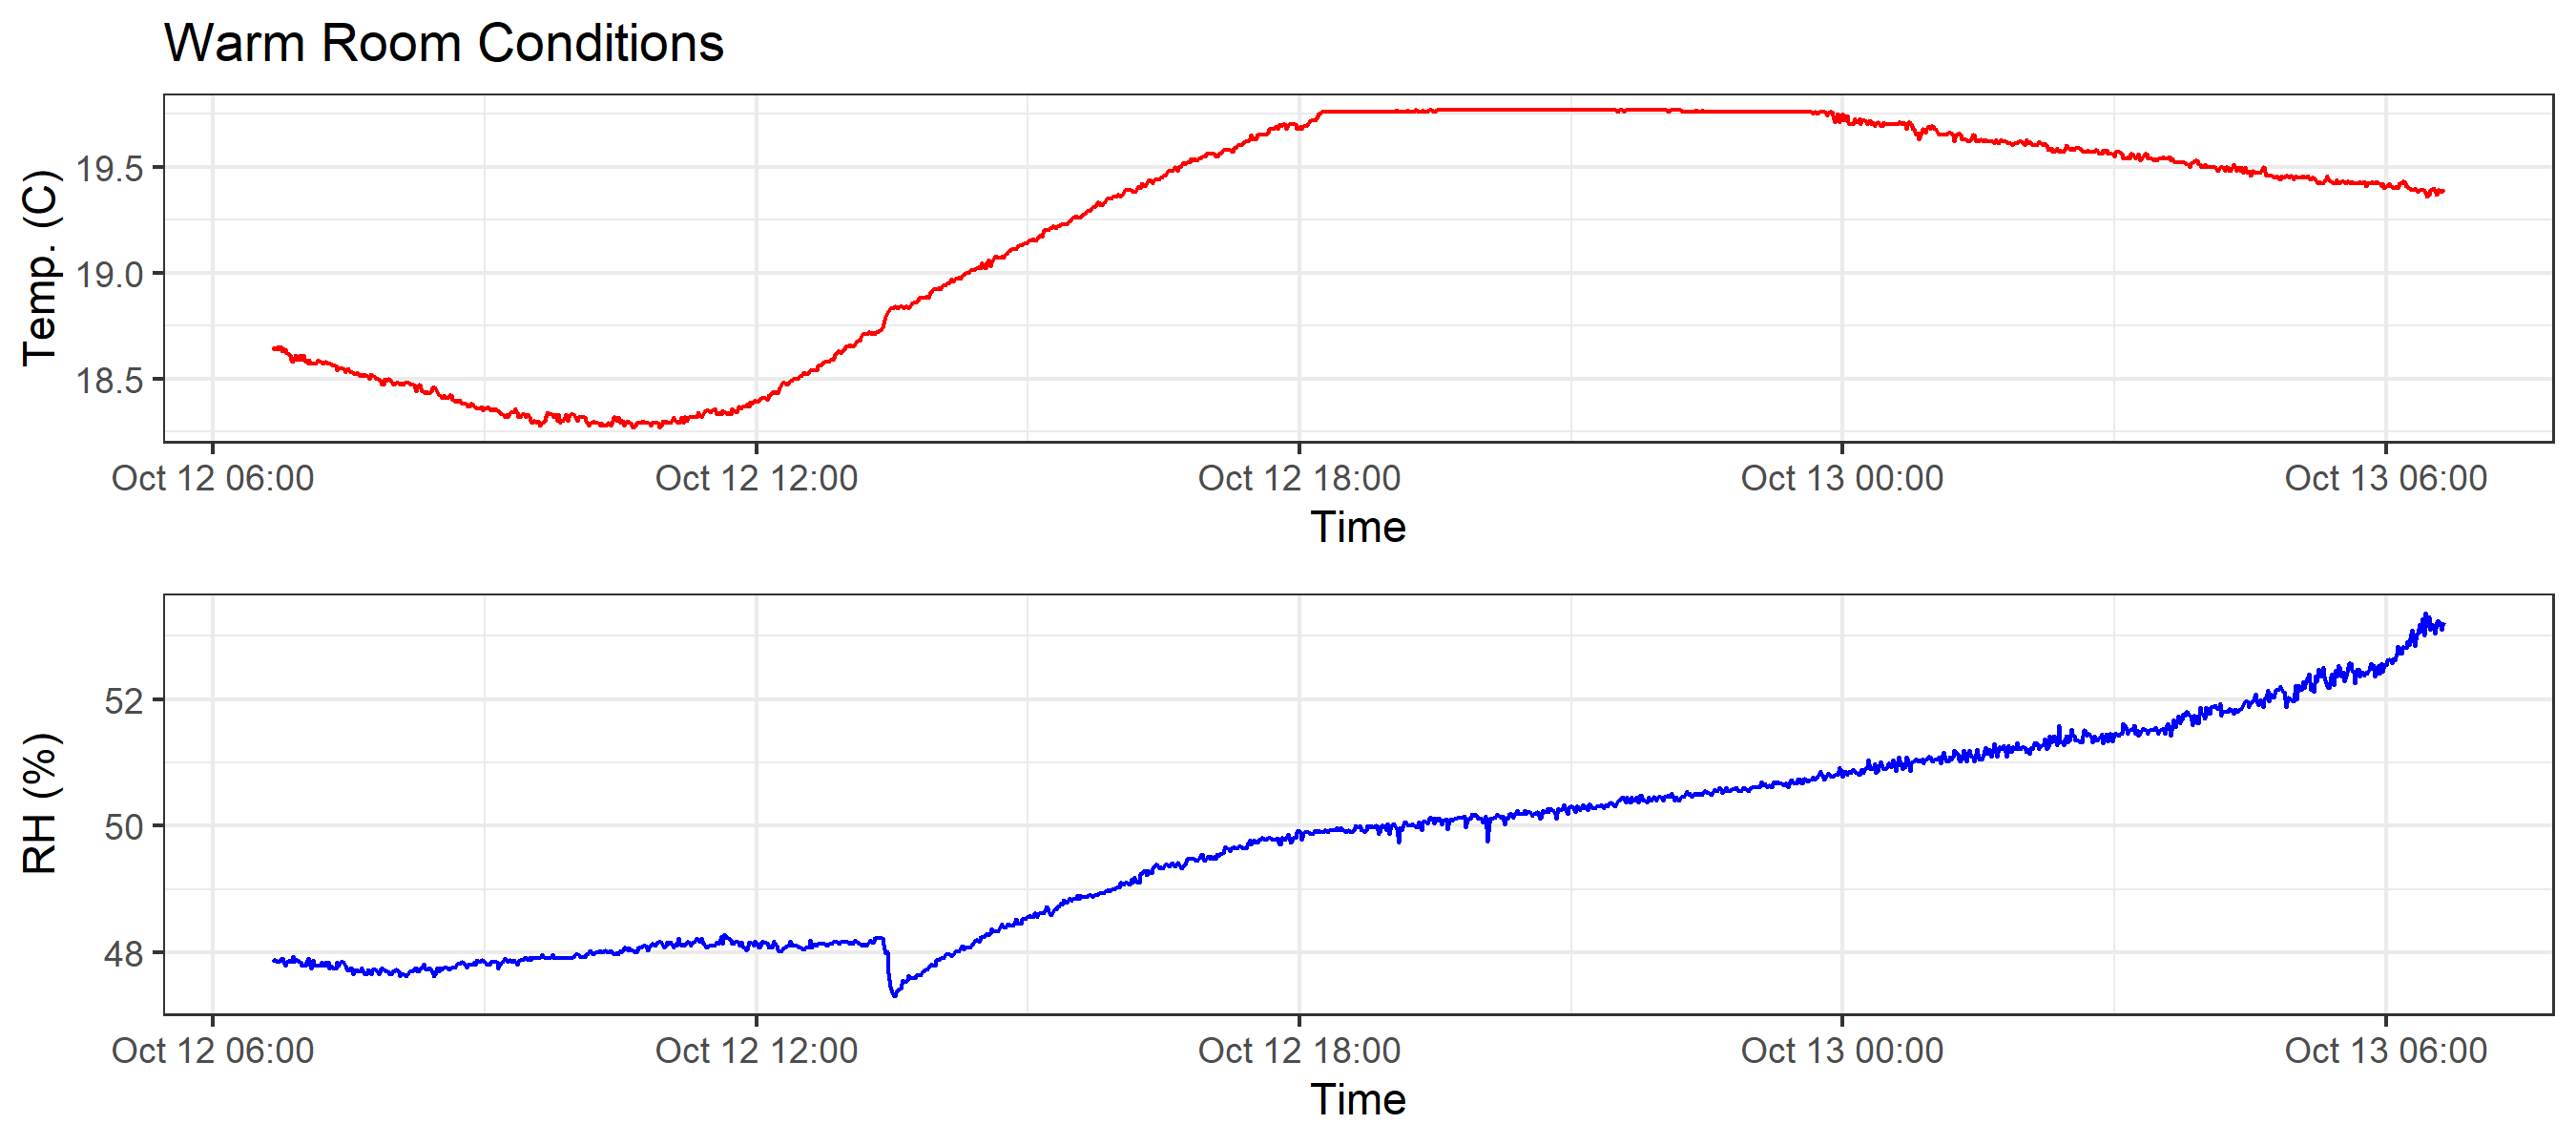 Warm Room Conditions
Temp. (C)
19.5
19.0
18.5
Oct 12 06:00 Oct 12 12:00 Oct 12 18:00 Oct 13 00:00 Oct 13 06:00
Time
RH (%)
52
50
48
Oct 12 06:00 Oct 12 12:00 Oct 12 18:00 Oct 13 00:00 Oct 13 06:00
Time